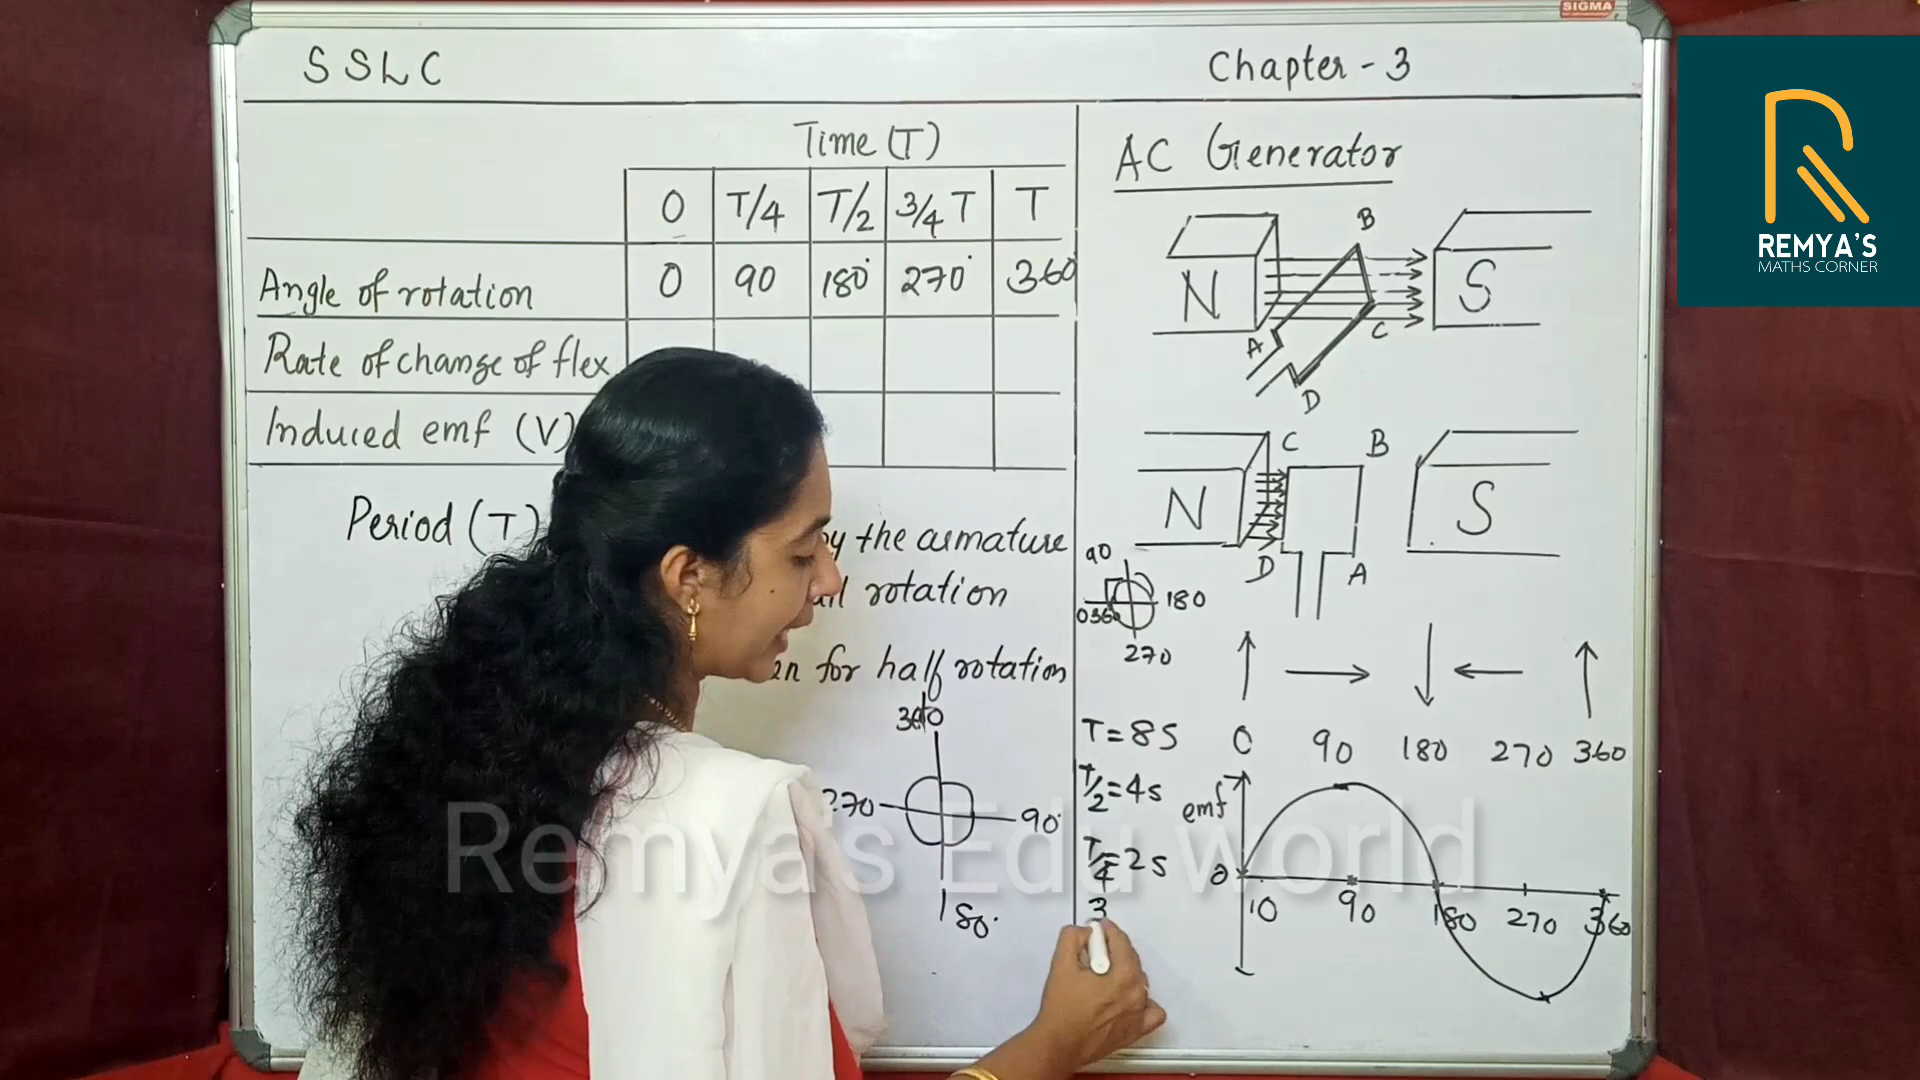 SIGMA
SSLC
Chapter - 3
REMYA'S
MATHS CORNER
Time (T)
0 T/4 T/2 3/4 T T
Angle of rotation 0 90 180° 270° 360
Rate of change of flex
Induced emf (V)
Period (T)
by the armature
rotation
for half rotation
360
270
90°
180°
AC Generator
N S
A B C D
C B
N S
D A
90
180
0 360
270
T = 8s
T/2 = 4s
T/4 = 2s
3
0 90 180 270 360
emf
0
10 90 180 270 360
Remya's Edu world